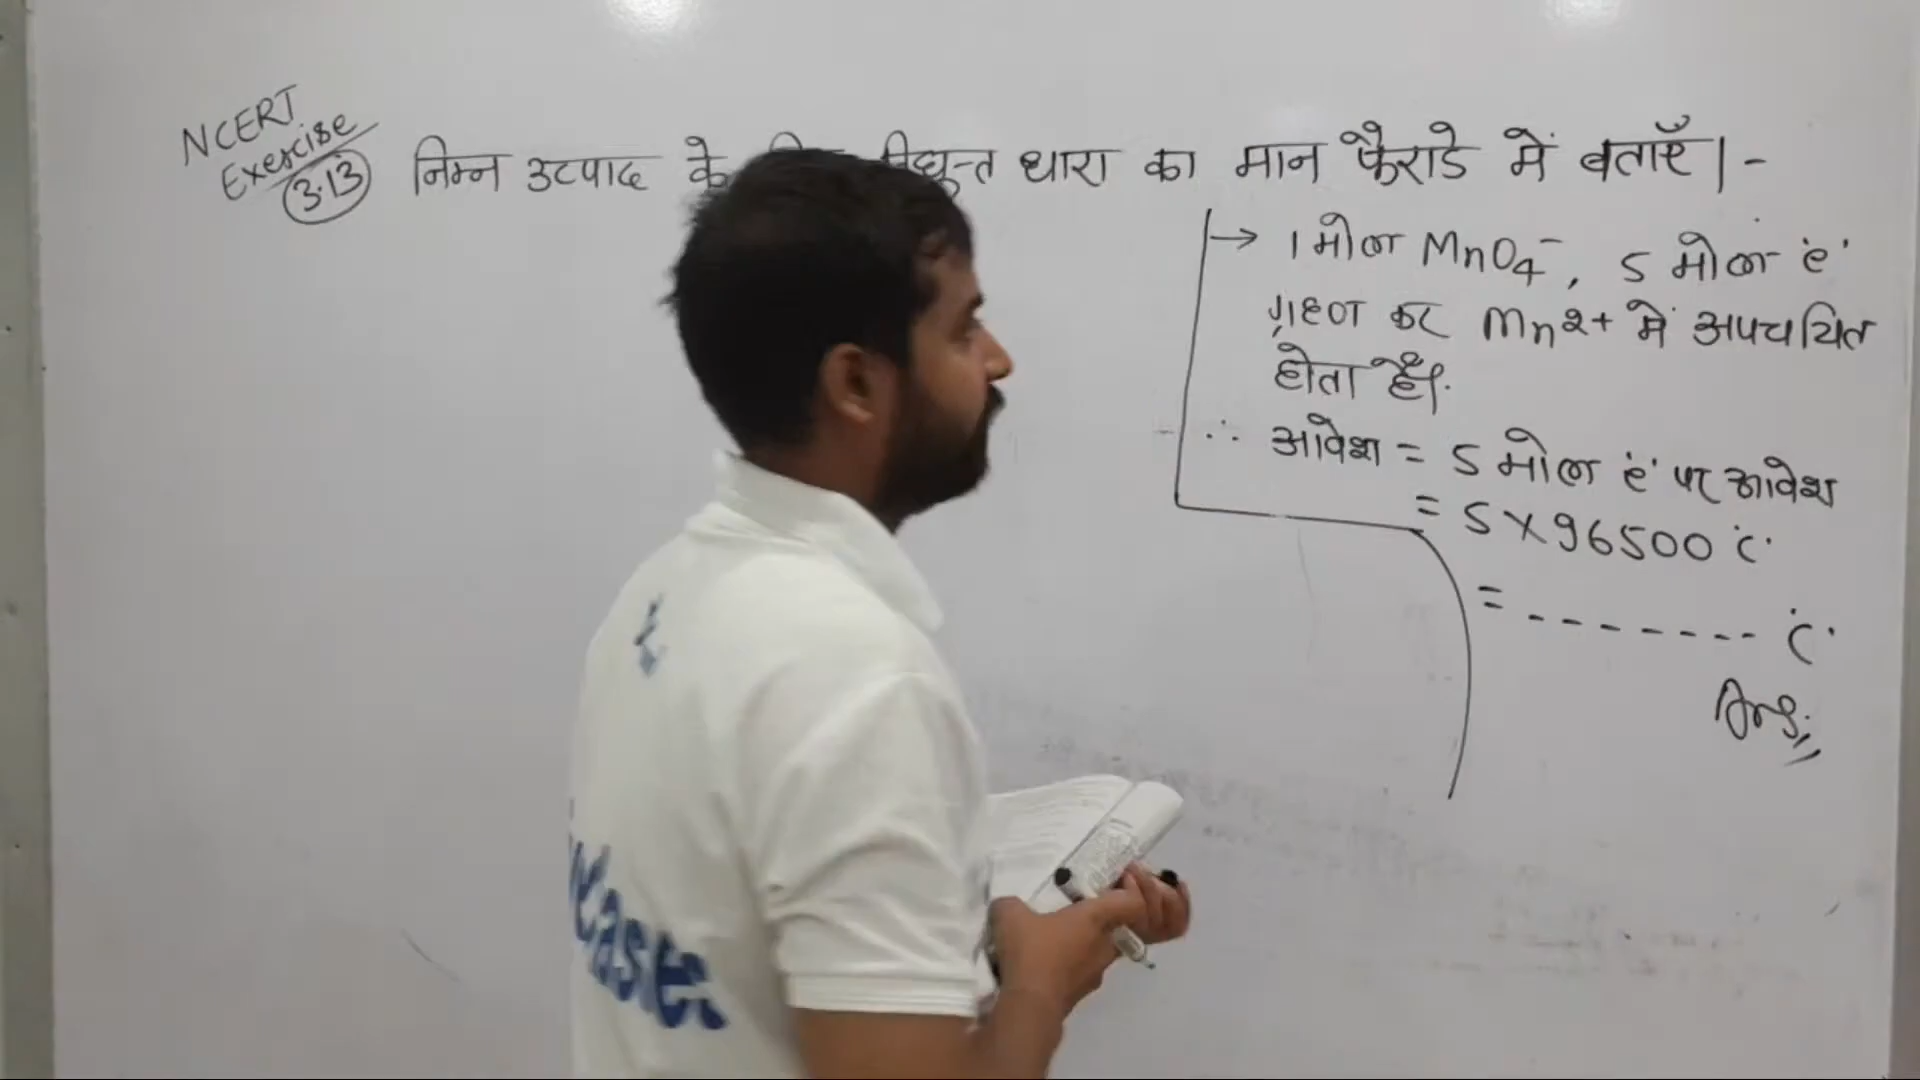 NCERT
Exercise
3.13
निम्न उत्पाद के धारा का मान फैराडे में बताएँ। -
→ 1 मोल MnO4⁻, 5 मोल 'e'
ग्रहण कर Mn2+ में अपचयित
होता है।
∴ आवेश = 5 मोल 'e' पर आवेश
= 5 X 96500 'C'
= -------- 'C'
Ans,,